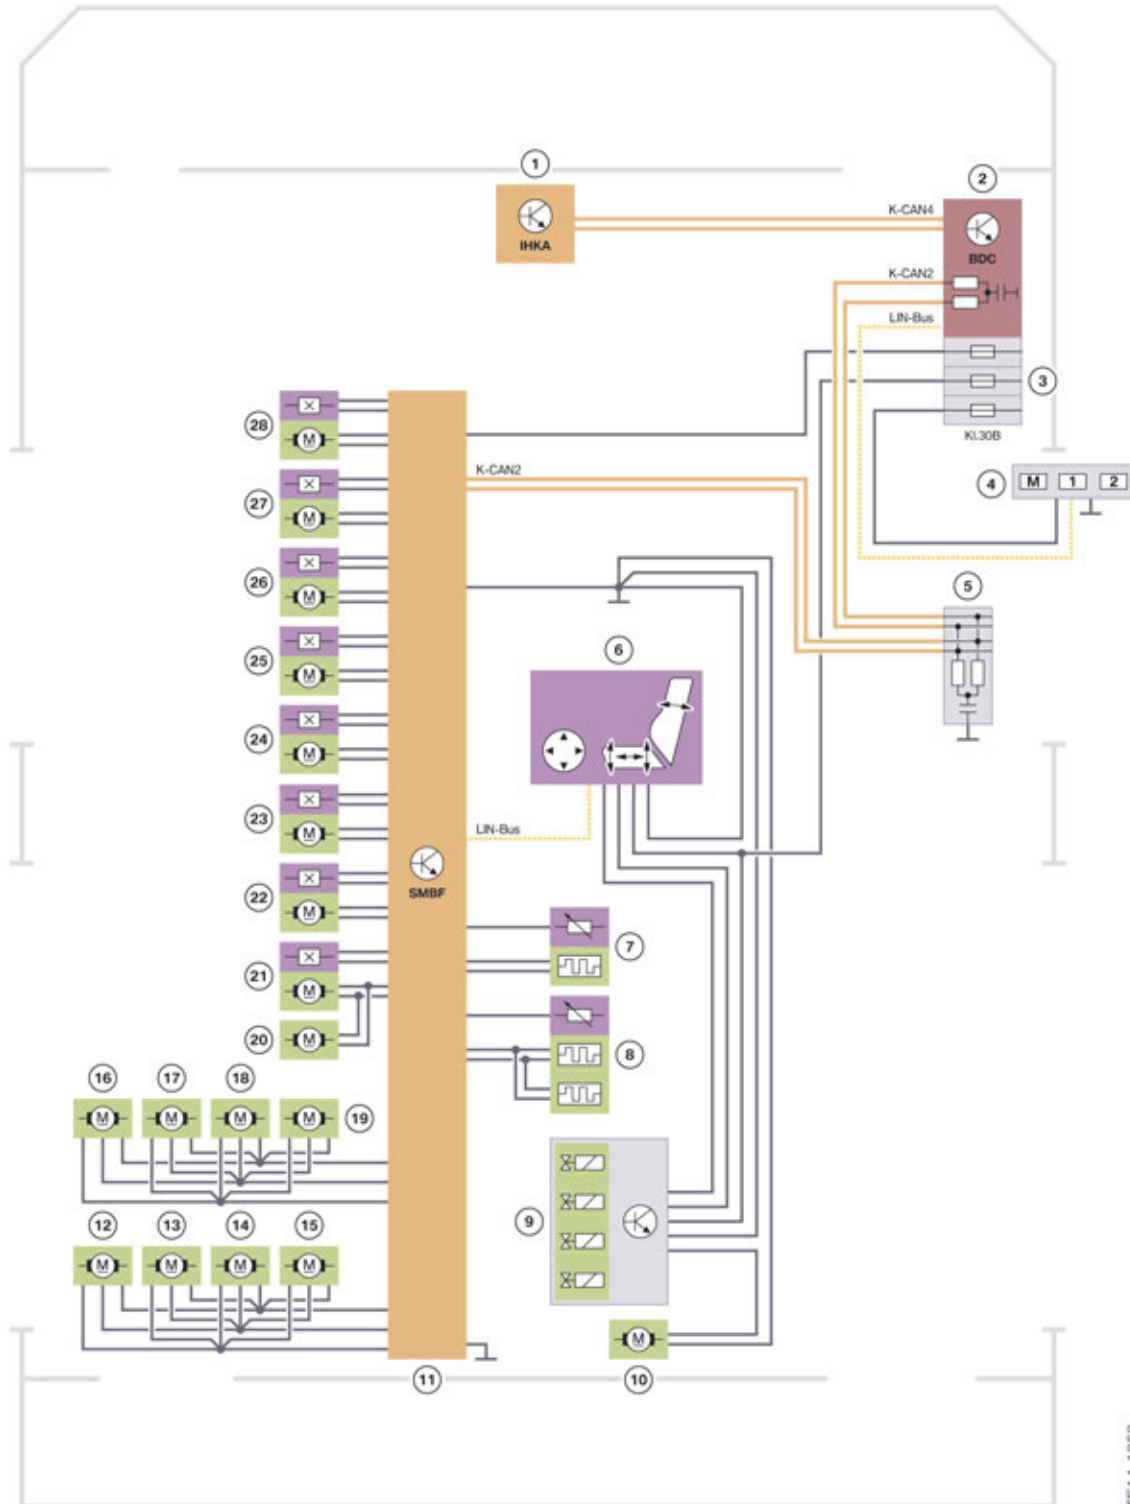 1
2
K-CAN4
IHKA
BDC
K-CAN2
LIN-Bus
3
Kl.30B
28
M
K-CAN2
4
M 1 2
27
M
26
M
5
25
M
6
24
M
23
M
LIN-Bus
SMBF
22
M
7
21
M
20
M
8
16 17 18
M M M M
19
9
12 13 14 15
M M M M
M
11
10